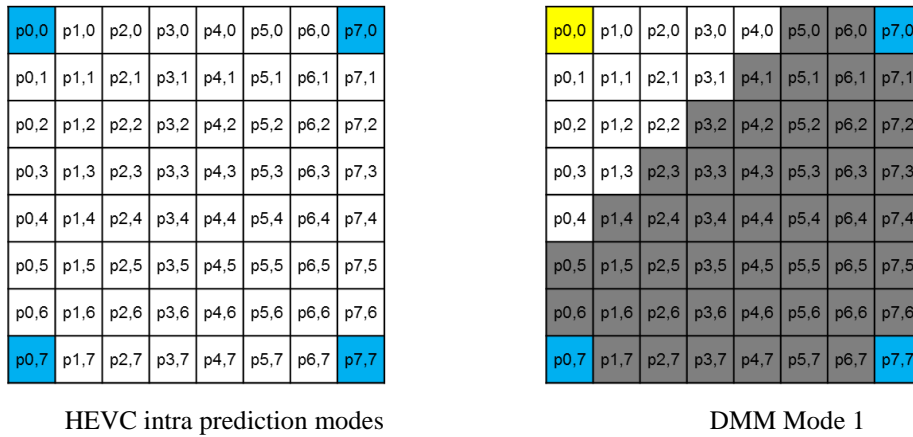 p0,0 p1,0 p2,0 p3,0 p4,0 p5,0 p6,0 p7,0
p0,1 p1,1 p2,1 p3,1 p4,1 p5,1 p6,1 p7,1
p0,2 p1,2 p2,2 p3,2 p4,2 p5,2 p6,2 p7,2
p0,3 p1,3 p2,3 p3,3 p4,3 p5,3 p6,3 p7,3
p0,4 p1,4 p2,4 p3,4 p4,4 p5,4 p6,4 p7,4
p0,5 p1,5 p2,5 p3,5 p4,5 p5,5 p6,5 p7,5
p0,6 p1,6 p2,6 p3,6 p4,6 p5,6 p6,6 p7,6
p0,7 p1,7 p2,7 p3,7 p4,7 p5,7 p6,7 p7,7
HEVC intra prediction modes
p0,0 p1,0 p2,0 p3,0 p4,0 p5,0 p6,0 p7,0
p0,1 p1,1 p2,1 p3,1 p4,1 p5,1 p6,1 p7,1
p0,2 p1,2 p2,2 p3,2 p4,2 p5,2 p6,2 p7,2
p0,3 p1,3 p2,3 p3,3 p4,3 p5,3 p6,3 p7,3
p0,4 p1,4 p2,4 p3,4 p4,4 p5,4 p6,4 p7,4
p0,5 p1,5 p2,5 p3,5 p4,5 p5,5 p6,5 p7,5
p0,6 p1,6 p2,6 p3,6 p4,6 p5,6 p6,6 p7,6
p0,7 p1,7 p2,7 p3,7 p4,7 p5,7 p6,7 p7,7
DMM Mode 1